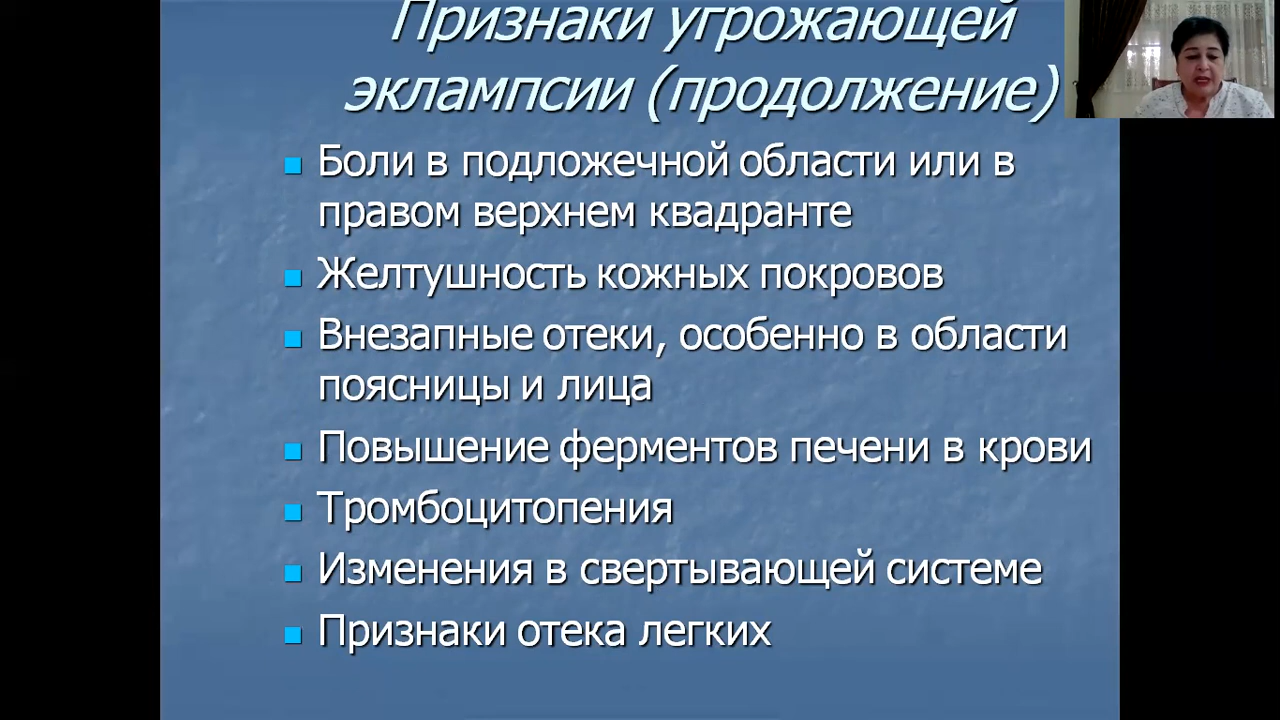 Признаки угрожающей
эклампсии (продолжение)
Боли в подложечной области или в
правом верхнем квадранте
Желтушность кожных покровов
Внезапные отеки, особенно в области
поясницы и лица
Повышение ферментов печени в крови
Тромбоцитопения
Изменения в свертывающей системе
Признаки отека легких